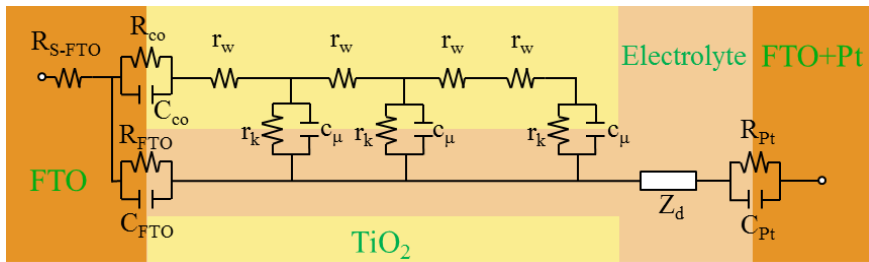 R_S-FTO
R_co
C_co
r_w r_w r_w r_w
Electrolyte FTO+Pt
r_k c_μ r_k c_μ r_k c_μ
FTO
R_FTO
C_FTO
Z_d
R_Pt
C_Pt
TiO₂